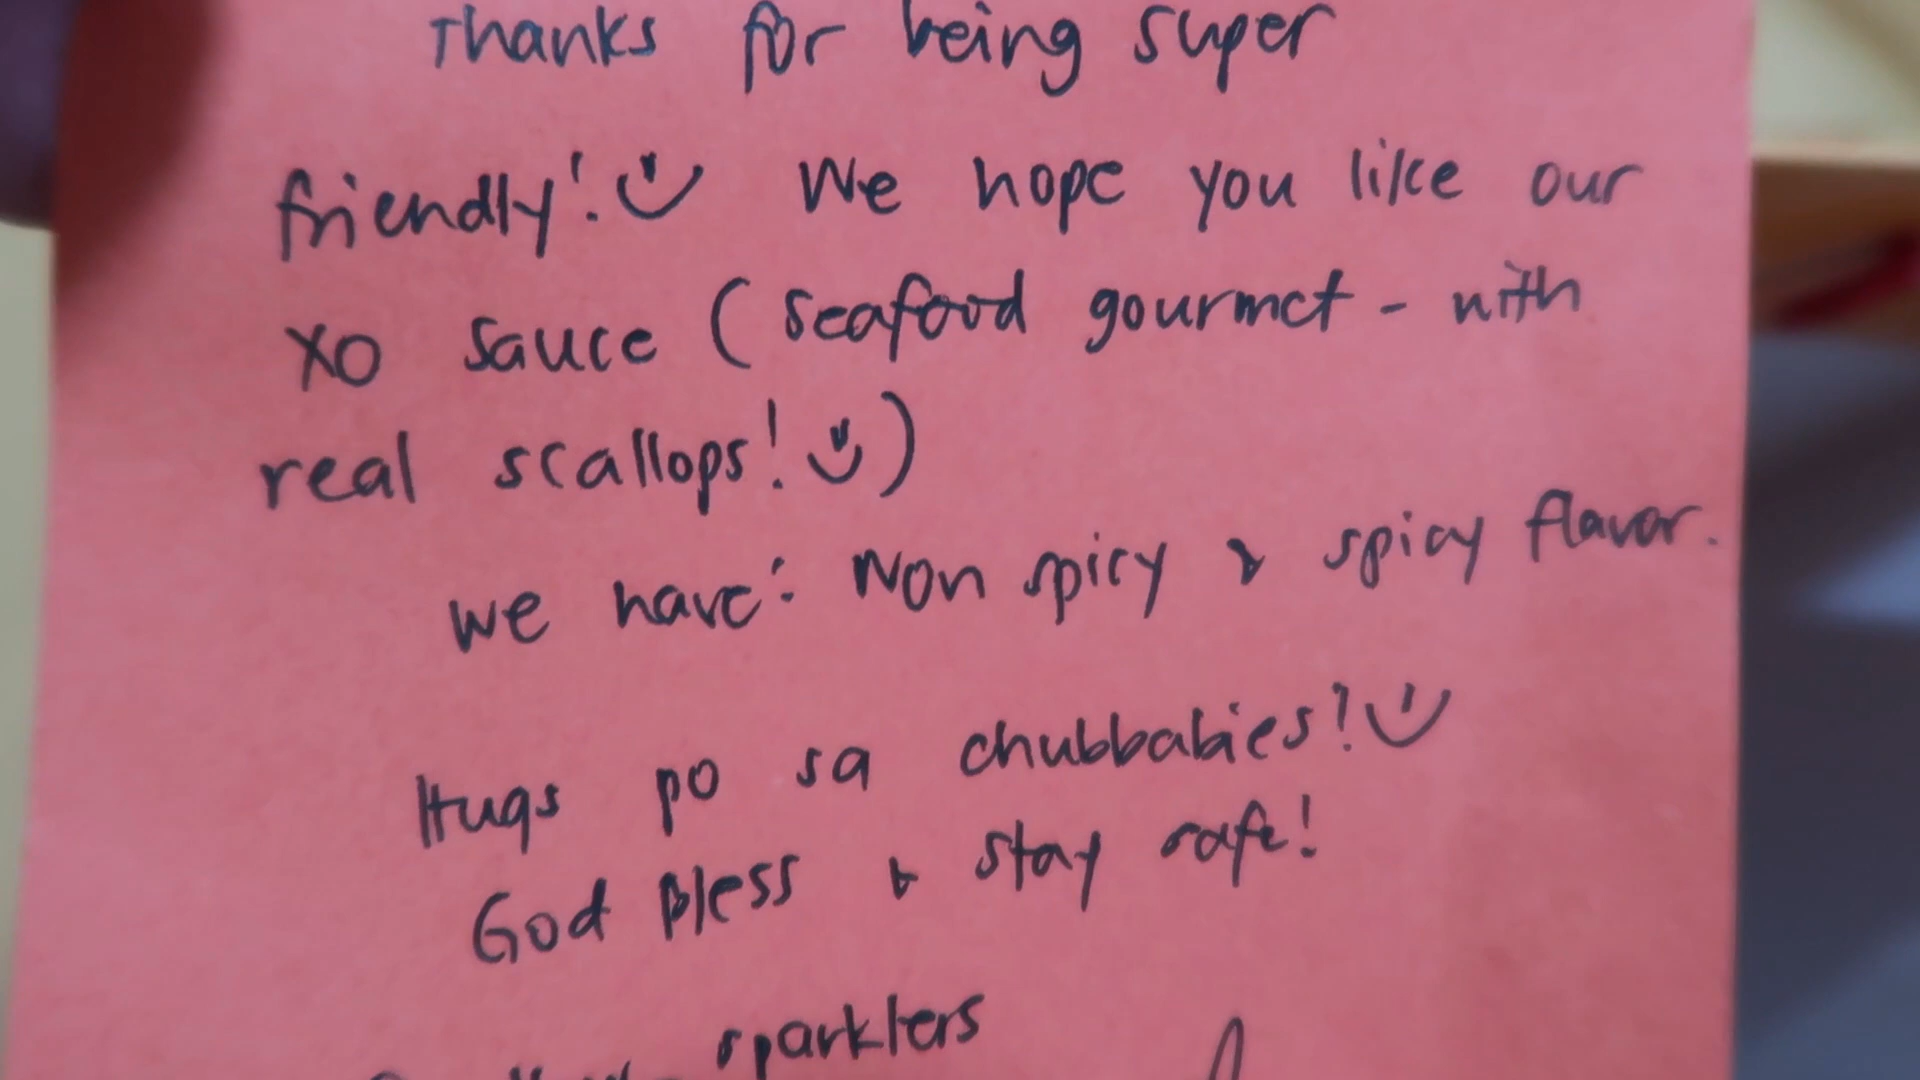 Thanks for being super
friendly! We hope you like our
XO sauce (seafood gourmet - with
real scallops!)
We have: Non spicy & spicy flavor.
Hugs po sa chubbabies!
God Bless & stay safe!
sparklers